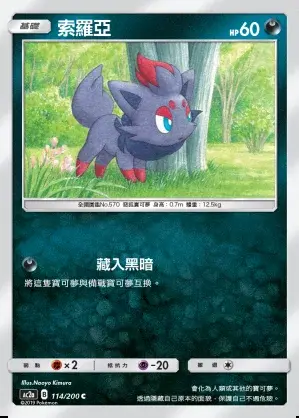 基礎 索羅亞 HP60
全國圖鑑No.570 惡狐寶可夢 身高：0.7m 體重：12.5kg
藏入黑暗
將這隻寶可夢與備戰寶可夢互換。
弱點 ×2 抵抗力 -20 撤退
Illus.Naoyo Kimura
AC2a B 114/200 C
©2019 Pokémon
會化為人類或其他的寶可夢。
透過隱藏自己原本的面貌，保護自己不遇危險。